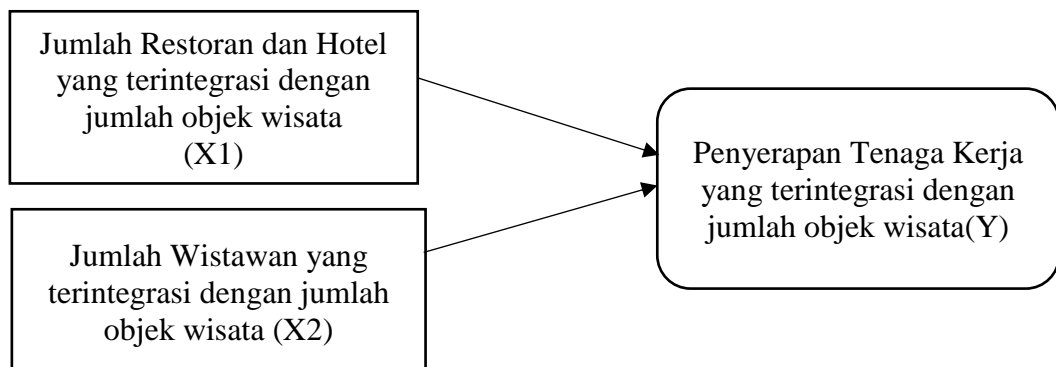 Jumlah Restoran dan Hotel
yang terintegrasi dengan
jumlah objek wisata
(X1)
Penyerapan Tenaga Kerja
yang terintegrasi dengan
jumlah objek wisata(Y)
Jumlah Wistawan yang
terintegrasi dengan jumlah
objek wisata (X2)